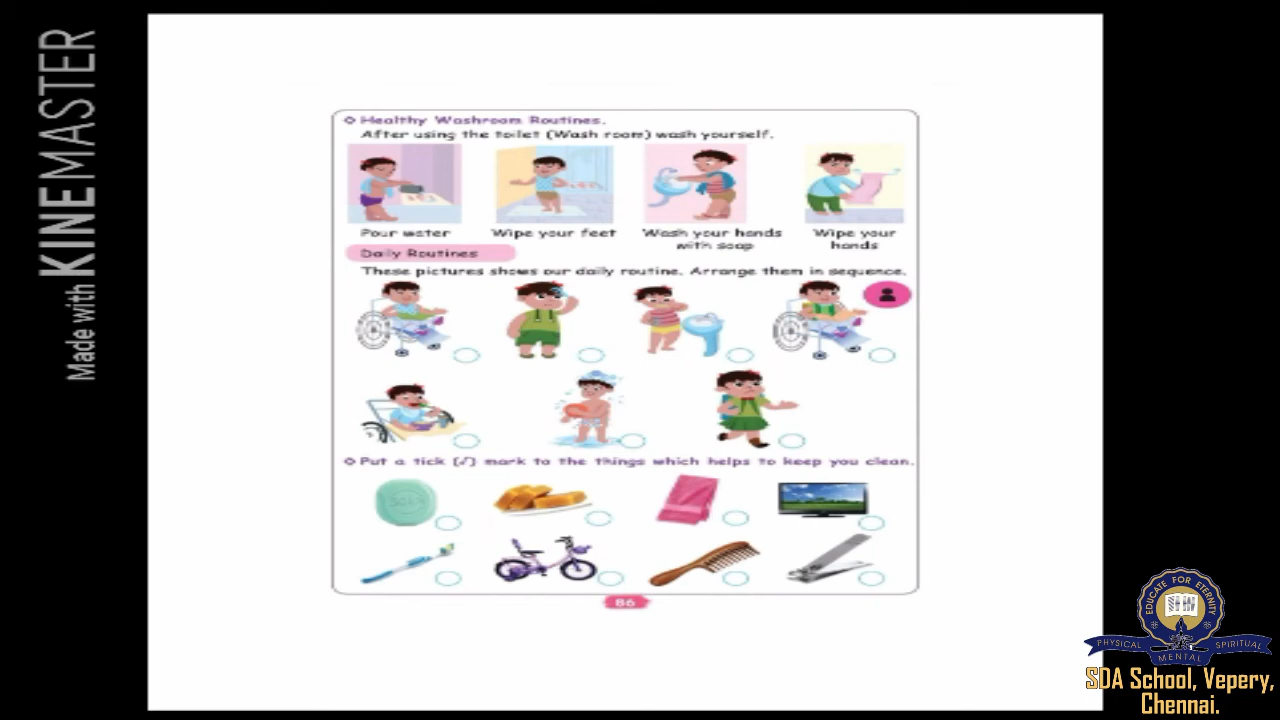 Made with KINEMASTER
Healthy Washroom Routines.
After using the toilet (Wash room) wash yourself.
Pour water
Wipe your feet
Wash your hands
with soap
Wipe your
hands
Daily Routines
These pictures shows our daily routine. Arrange them in sequence.
Put a tick (√) mark to the things which helps to keep you clean.
86
EDUCATE FOR ETERNITY
PHYSICAL
MENTAL
SPIRITUAL
SDA School, Vepery,
Chennai.